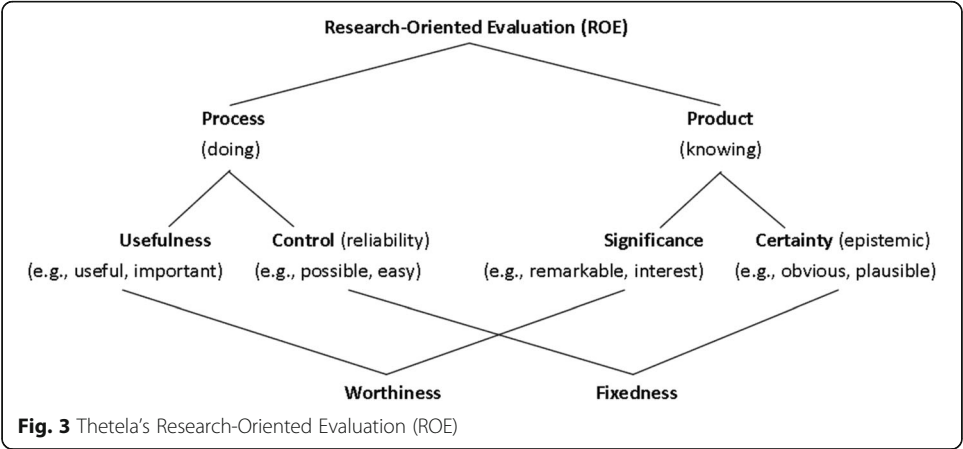 Research-Oriented Evaluation (ROE)
Process
(doing)
Product
(knowing)
Usefulness
(e.g., useful, important)
Control (reliability)
(e.g., possible, easy)
Significance
(e.g., remarkable, interest)
Certainty (epistemic)
(e.g., obvious, plausible)
Worthiness
Fixedness
Fig. 3 Thetela's Research-Oriented Evaluation (ROE)